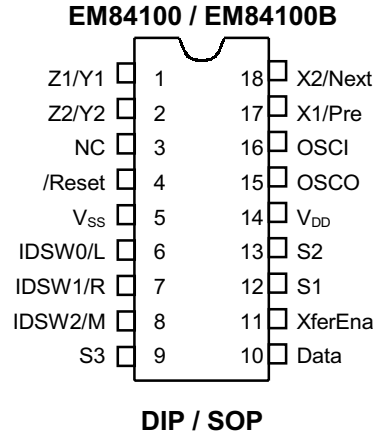 EM84100 / EM84100B
Z1/Y1 1 18 X2/Next
Z2/Y2 2 17 X1/Pre
NC 3 16 OSCI
/Reset 4 15 OSCO
VSS 5 14 VDD
IDSW0/L 6 13 S2
IDSW1/R 7 12 S1
IDSW2/M 8 11 XferEna
S3 9 10 Data
DIP / SOP